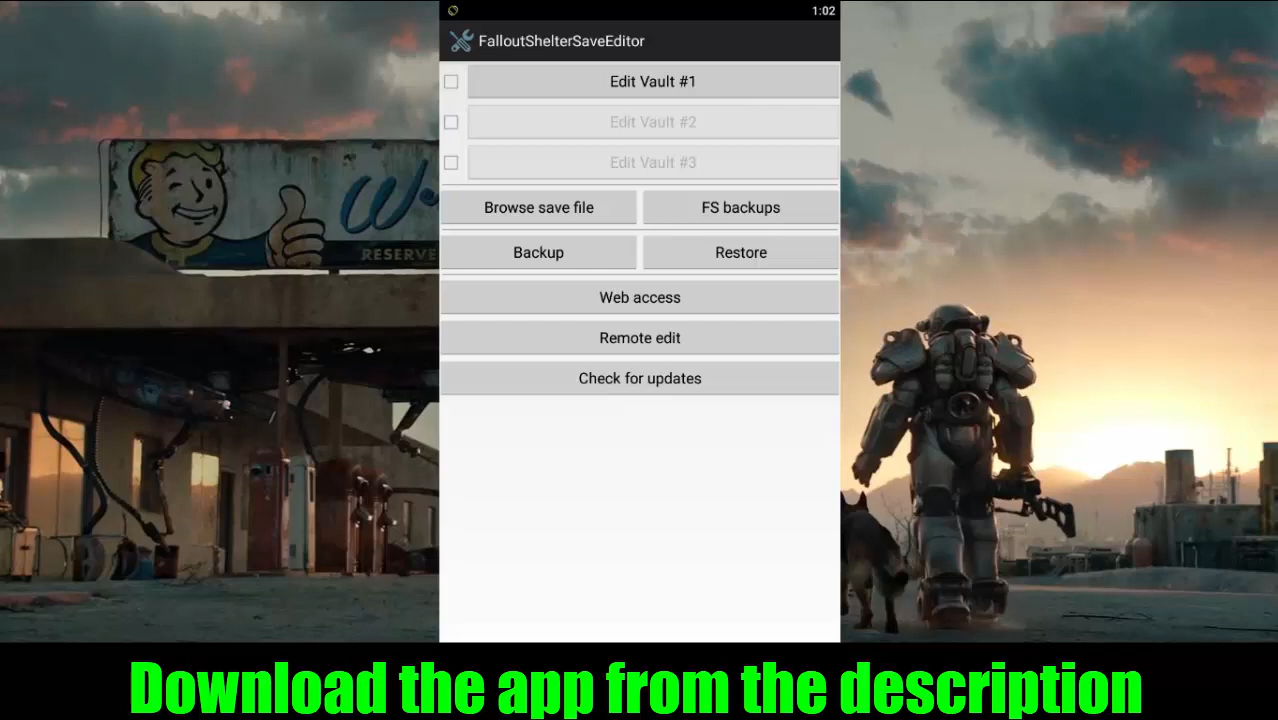 1:02
FalloutShelterSaveEditor
Edit Vault #1
Edit Vault #2
Edit Vault #3
Browse save file
FS backups
Backup
Restore
Web access
Remote edit
Check for updates
RESERVE
Download the app from the description